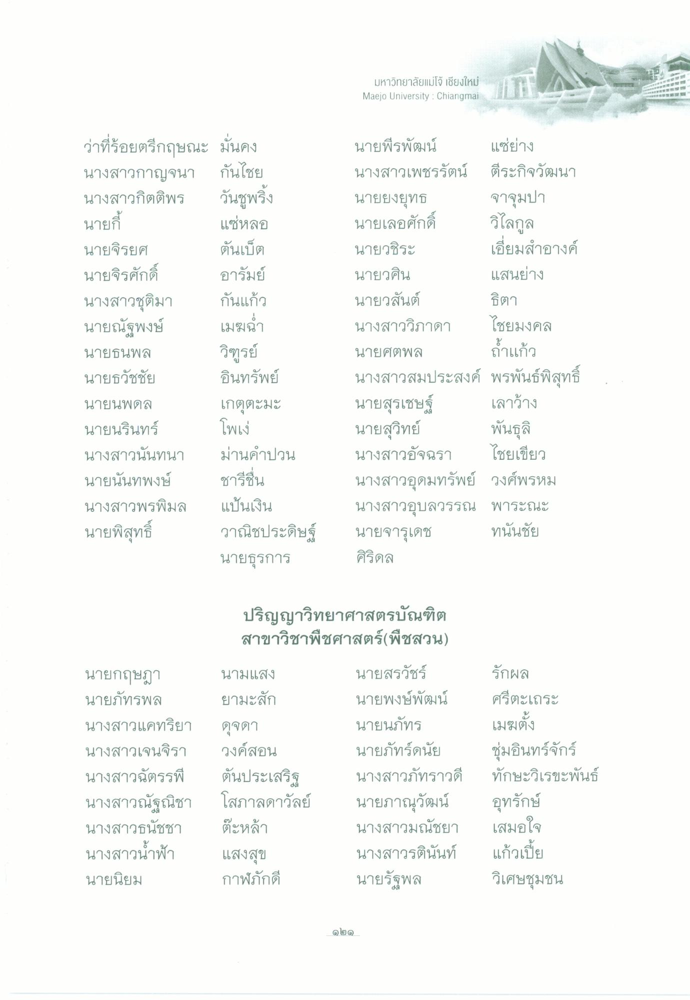 มหาวิทยาลัยแม่โจ้ เชียงใหม่
Maejo University : Chiangmai
ว่าที่ร้อยตรีกฤษณะ มั่นคง นายพีรพัฒน์ แซ่ย่าง
นางสาวกาญจนา กันไชย นางสาวเพชรรัตน์ ตีระกิจวัฒนา
นางสาวกิตติพร วันชูพริ้ง นายยงยุทธ จาจุมปา
นายกี้ แซ่หลอ นายเลอศักดิ์ วิไลกูล
นายจิรยศ ตันเบ็ต นายวชิระ เอี่ยมสำอางค์
นายจิรศักดิ์ อารัมย์ นายวศิน แสนย่าง
นางสาวชุติมา กันแก้ว นายวสันต์ ธิตา
นายณัฐพงษ์ เมฆฉ่ำ นางสาววิภาดา ไชยมงคล
นายธนพล วิฑูรย์ นายศตพล ถ้ำแก้ว
นายธวัชชัย อินทรัพย์ นางสาวสมประสงค์ พรพันธ์พิสุทธิ์
นายนพดล เกตุตะมะ นายสุรเชษฐ์ เลาว้าง
นายนรินทร์ โพเง่ นายสุวิทย์ พันธุลิ
นางสาวนันทนา ม่านคำปวน นางสาวอัจฉรา ไชยเขียว
นายนันทพงษ์ ชารีชื่น นางสาวอุดมทรัพย์ วงศ์พรหม
นางสาวพรพิมล แป้นเงิน นางสาวอุบลวรรณ พาระณะ
นายพิสุทธิ์ วาณิชประดิษฐ์ นายจารุเดช ทนันชัย
นายธุรการ ศิริดล
ปริญญาวิทยาศาสตรบัณฑิต
สาขาวิชาพืชศาสตร์(พืชสวน)
นายกฤษฎา นามแสง นายสรวัชร์ รักผล
นายภัทรพล ยามะสัก นายพงษ์พัฒน์ ศรีตะเถระ
นางสาวแคทริยา ดุจดา นายนภัทร เมฆตั้ง
นางสาวเจนจิรา วงค์สอน นายภัทร์ดนัย ชุ่มอินทร์จักร์
นางสาวฉัตรรพี ตันประเสริฐ นางสาวภัทราวดี ทักษะวิเรขะพันธ์
นางสาวณัฐณิชา โสภาลดาวัลย์ นายภาณุวัฒน์ อุทรักษ์
นางสาวธนัชชา ต๊ะหล้า นางสาวมณัชยา เสมอใจ
นางสาวน้ำฟ้า แสงสุข นางสาวรตินันท์ แก้วเปี้ย
นายนิยม กาฬภักดี นายรัฐพล วิเศษชุมชน
๑๒๑